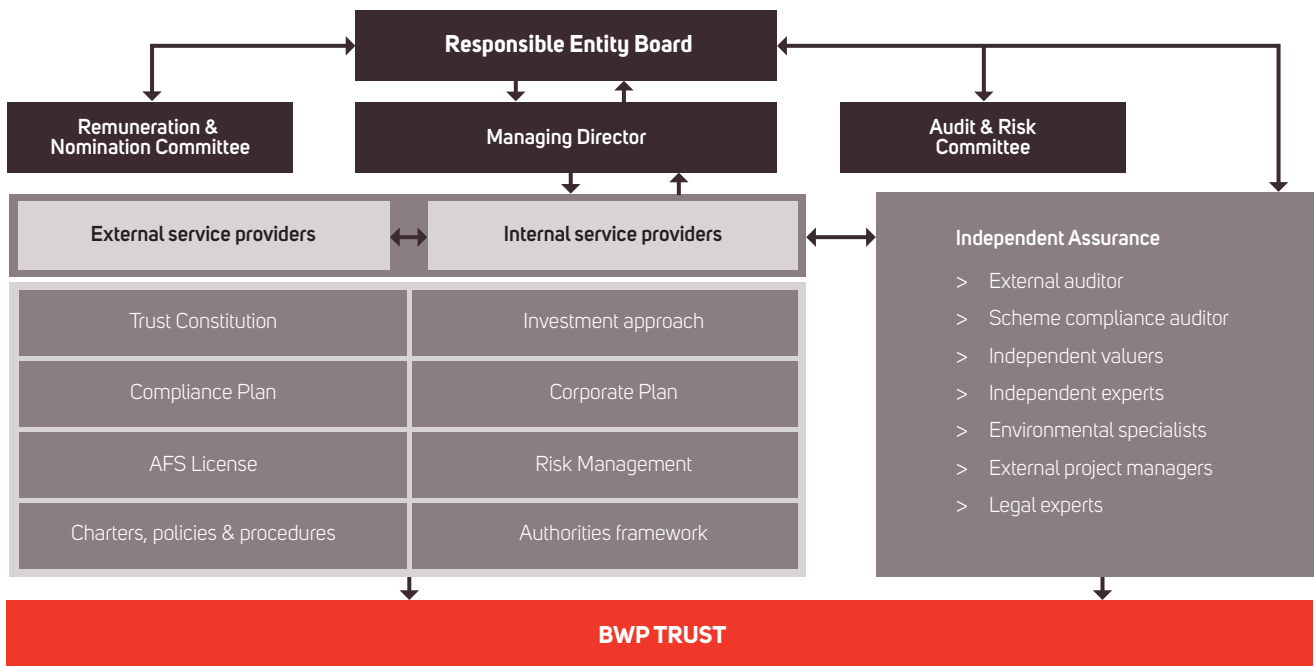 Responsible Entity Board
Remuneration &
Nomination Committee
Managing Director
Audit & Risk
Committee
External service providers
Internal service providers
Trust Constitution
Investment approach
Compliance Plan
Corporate Plan
AFS License
Risk Management
Charters, policies & procedures
Authorities framework
Independent Assurance
> External auditor
> Scheme compliance auditor
> Independent valuers
> Independent experts
> Environmental specialists
> External project managers
> Legal experts
BWP TRUST